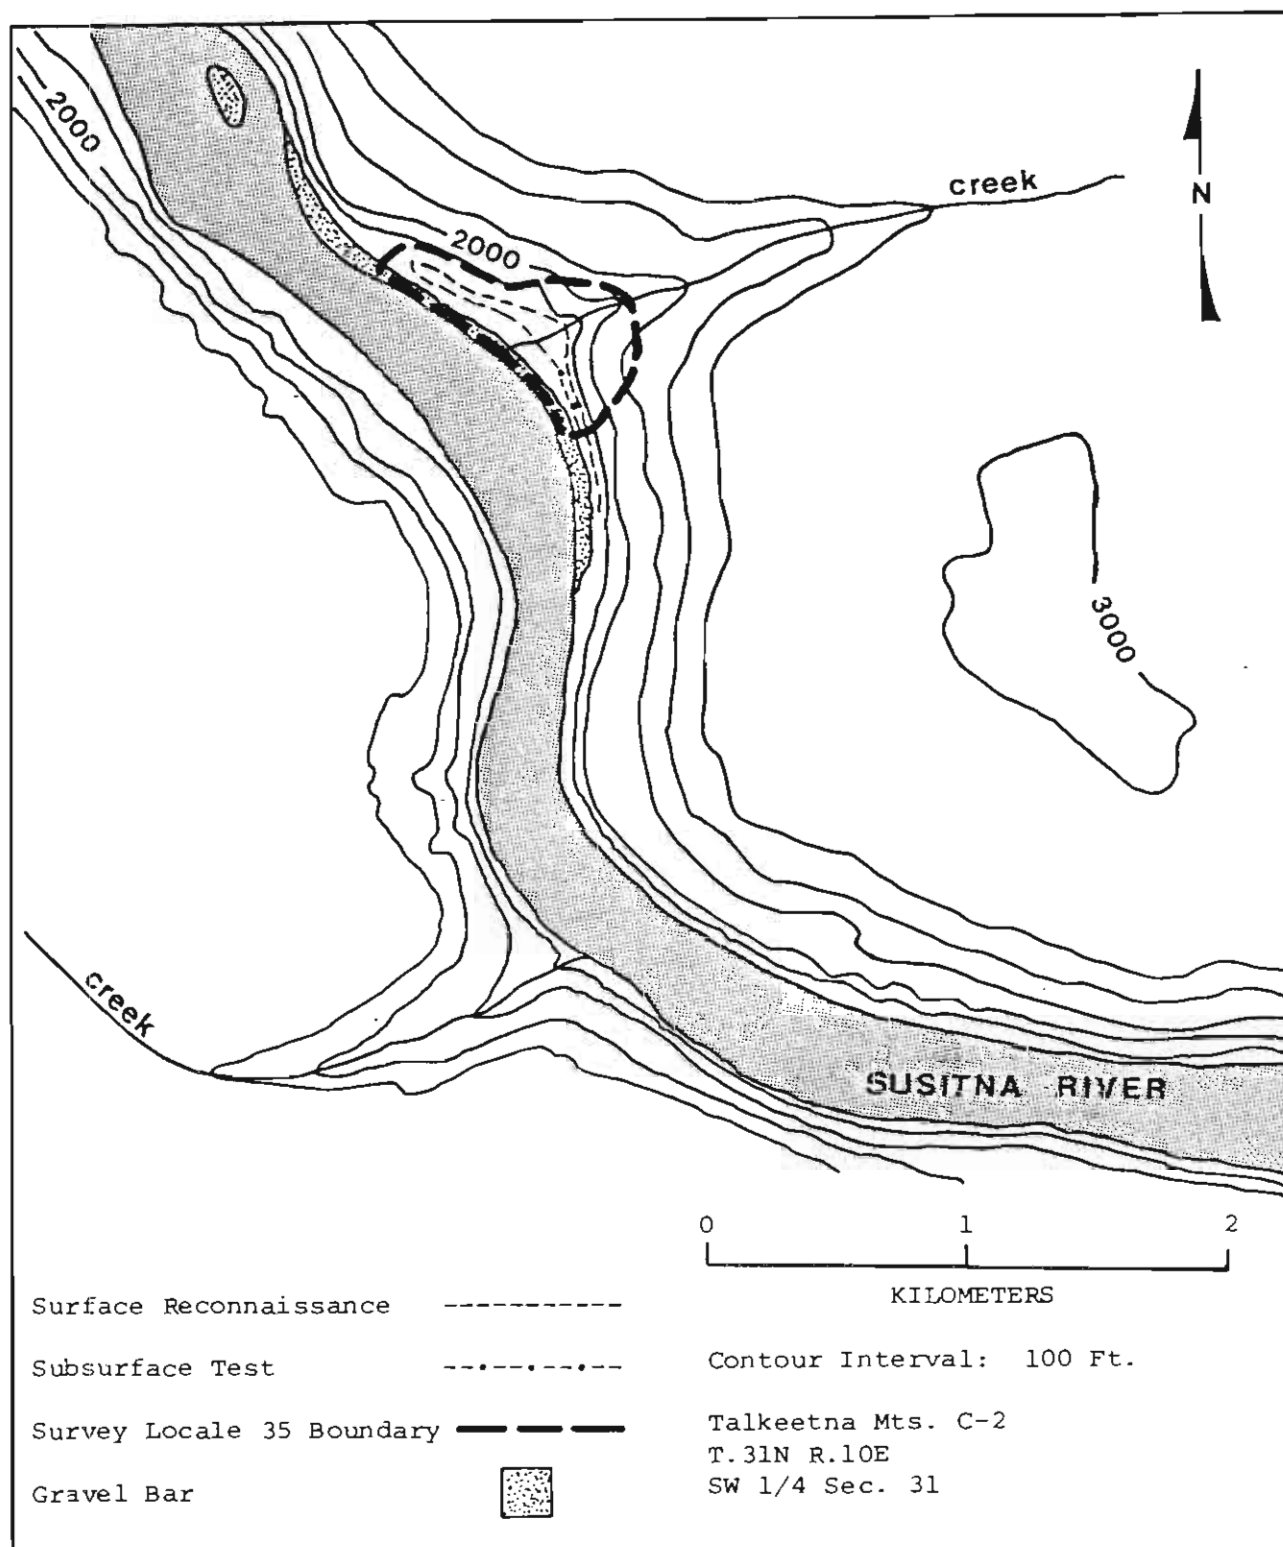 2000
creek
N
2000
3000
creek
SUSITNA RIVER
0 1 2
KILOMETERS
Surface Reconnaissance
Subsurface Test
Contour Interval: 100 Ft.
Survey Locale 35 Boundary
Talkeetna Mts. C-2
T.31N R.10E
SW 1/4 Sec. 31
Gravel Bar